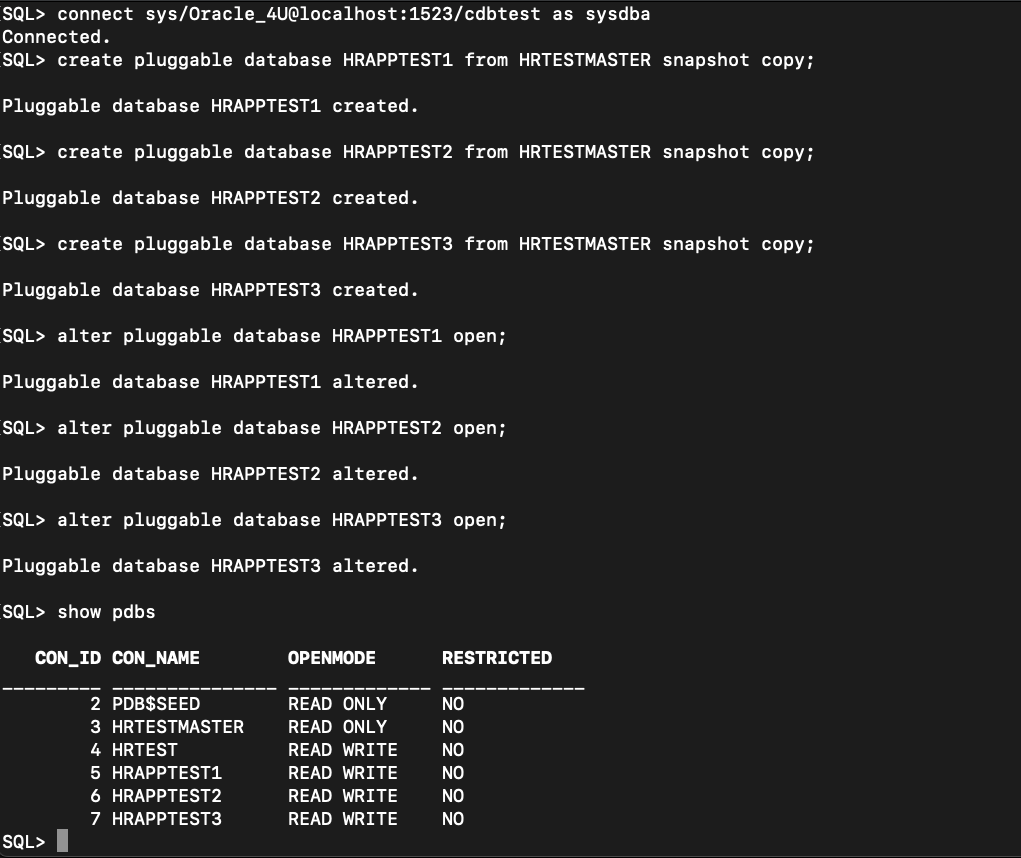 SQL> connect sys/Oracle_4U@localhost:1523/cdbtest as sysdba
Connected.
SQL> create pluggable database HRAPPTEST1 from HRTESTMASTER snapshot copy;
Pluggable database HRAPPTEST1 created.
SQL> create pluggable database HRAPPTEST2 from HRTESTMASTER snapshot copy;
Pluggable database HRAPPTEST2 created.
SQL> create pluggable database HRAPPTEST3 from HRTESTMASTER snapshot copy;
Pluggable database HRAPPTEST3 created.
SQL> alter pluggable database HRAPPTEST1 open;
Pluggable database HRAPPTEST1 altered.
SQL> alter pluggable database HRAPPTEST2 open;
Pluggable database HRAPPTEST2 altered.
SQL> alter pluggable database HRAPPTEST3 open;
Pluggable database HRAPPTEST3 altered.
SQL> show pdbs
CON_ID CON_NAME OPENMODE RESTRICTED
_________ _______________ _____________ _____________
2 PDB$SEED READ ONLY NO
3 HRTESTMASTER READ ONLY NO
4 HRTEST READ WRITE NO
5 HRAPPTEST1 READ WRITE NO
6 HRAPPTEST2 READ WRITE NO
7 HRAPPTEST3 READ WRITE NO
SQL>